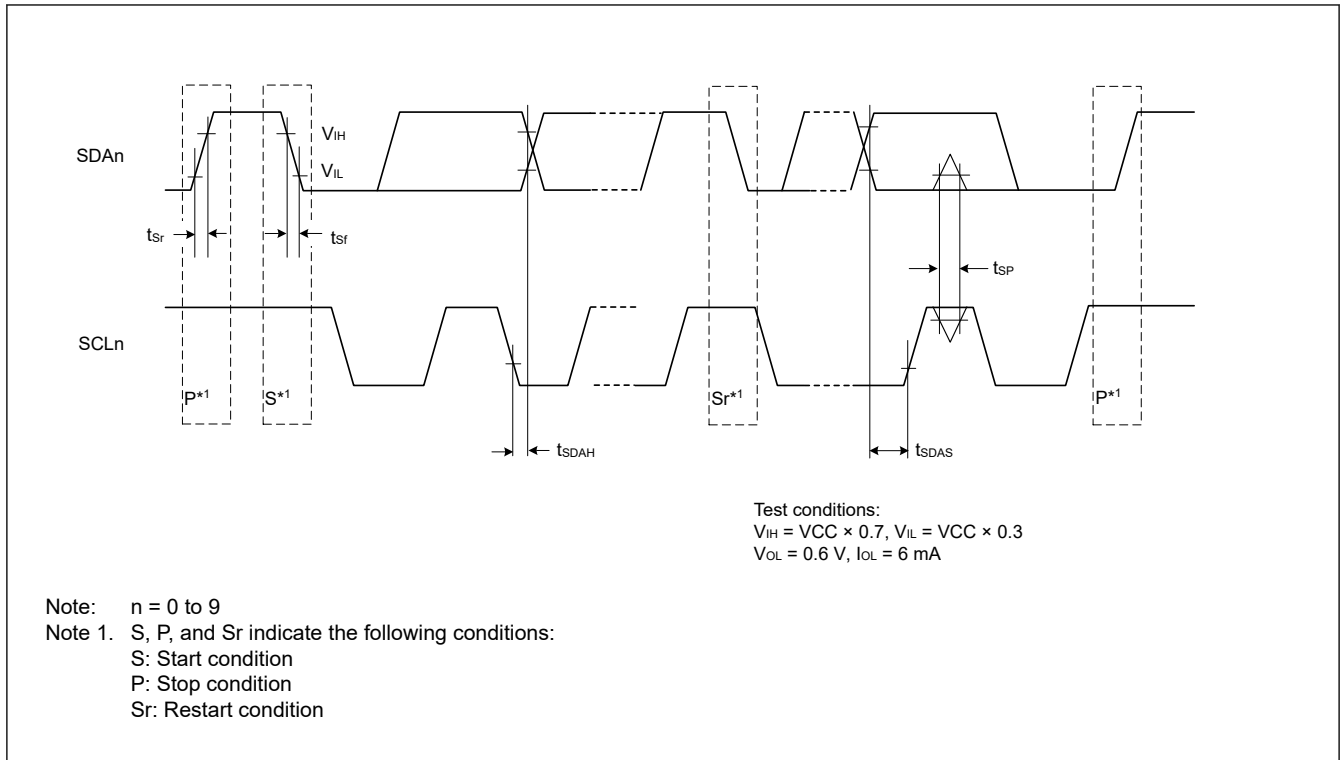 SDAn
VIH
VIL
tSr
tSf
tSP
SCLn
P*1
S*1
Sr*1
P*1
tSDAH
tSDAS
Test conditions:
VIH = VCC × 0.7, VIL = VCC × 0.3
VOL = 0.6 V, IOL = 6 mA
Note: n = 0 to 9
Note 1. S, P, and Sr indicate the following conditions:
S: Start condition
P: Stop condition
Sr: Restart condition